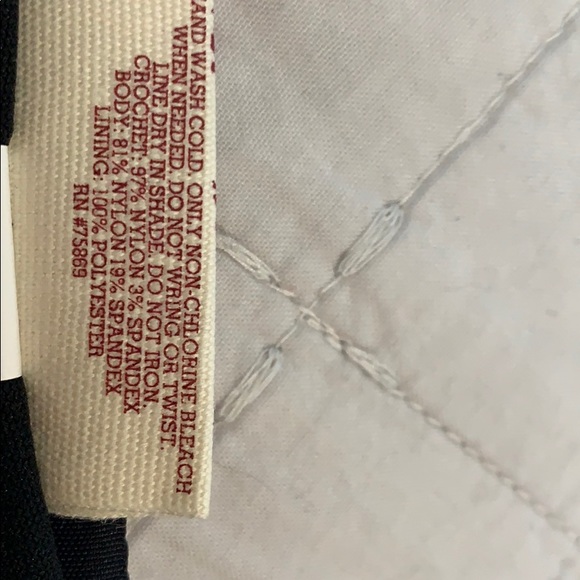 HAND WASH COLD, ONLY NON-CHLORINE BLEACH
WHEN NEEDED. DO NOT WRING OR TWIST.
LINE DRY IN SHADE. DO NOT IRON.
CROCHET: 97% NYLON 3% SPANDEX
BODY: 81% NYLON 19% SPANDEX
LINING: 100% POLYESTER
RN #75869